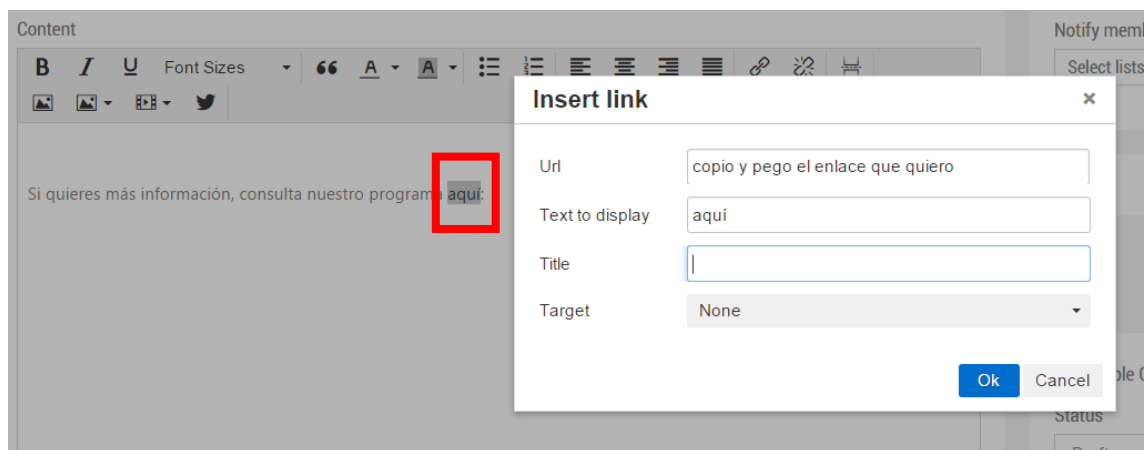 Content
Notify memb
B I U Font Sizes
A A
Select lists
Insert link
×
Url
copio y pego el enlace que quiero
Si quieres más información, consulta nuestro programa aquí:
Text to display
aquí
Title
Target
None
Ok
Cancel
ple C
Status